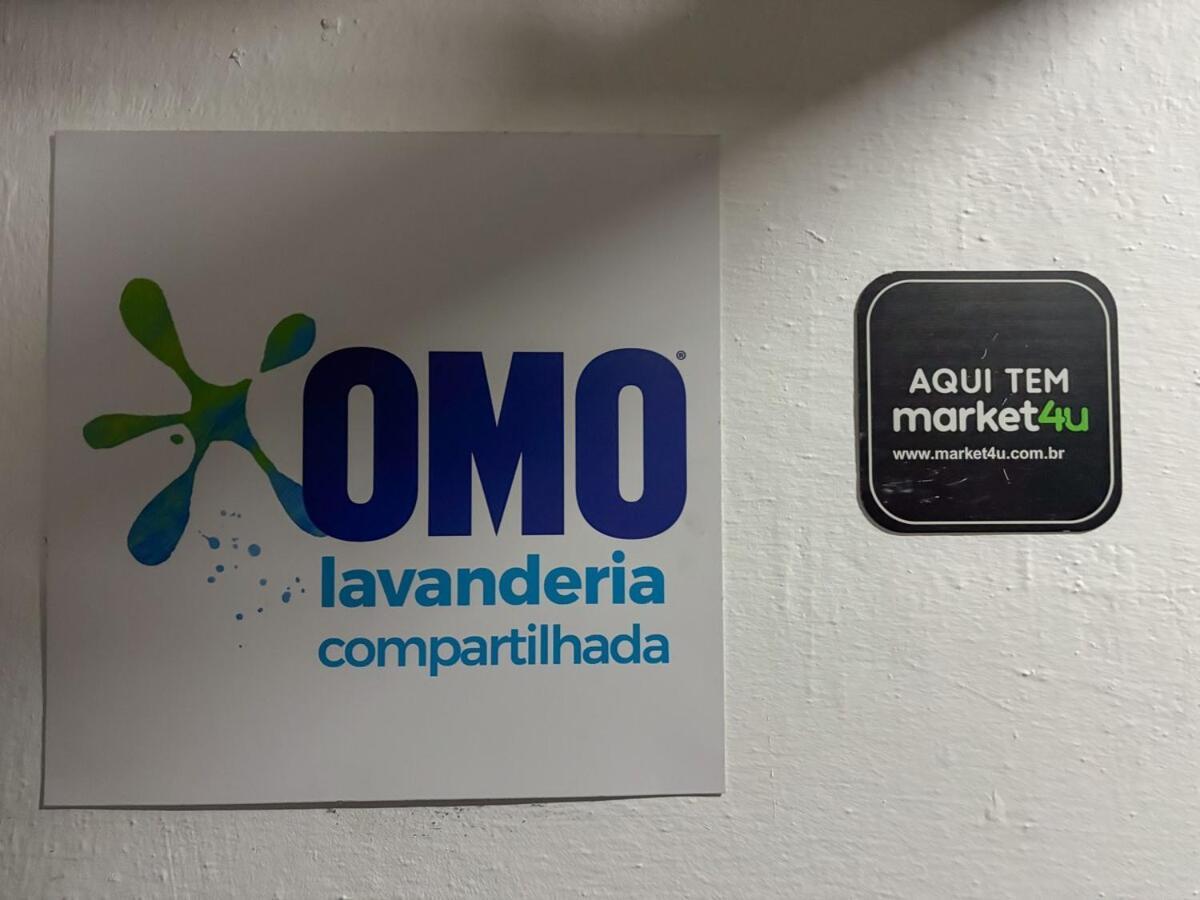 OMO®
lavanderia
compartilhada
AQUI TEM
market4u
www.market4u.com.br